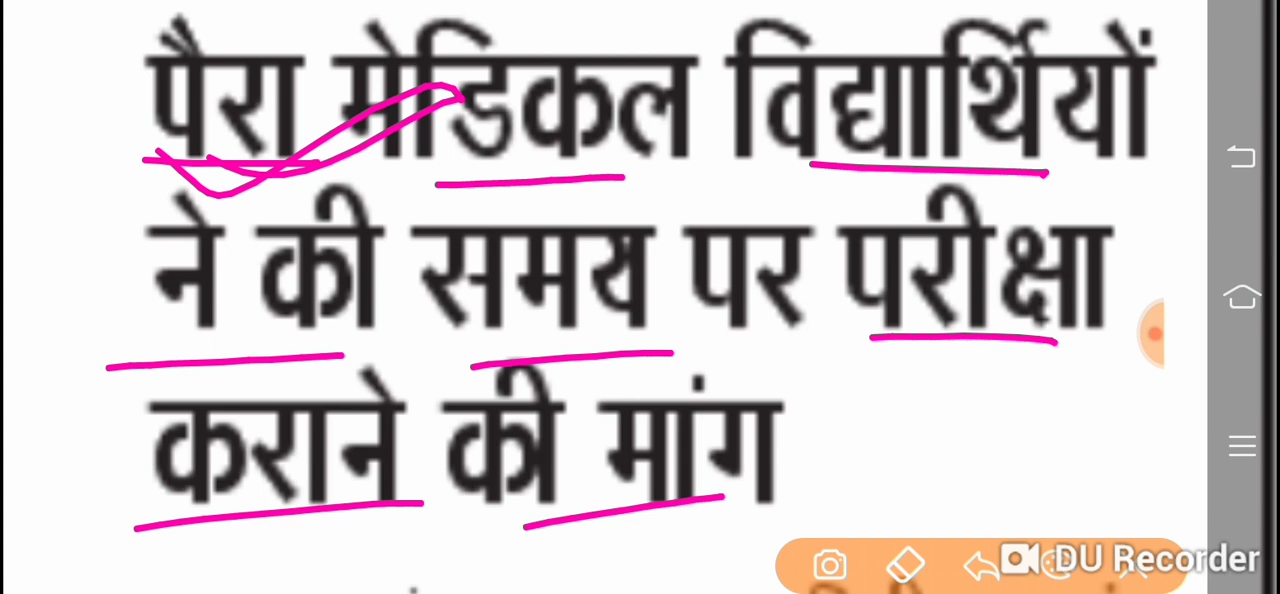 पैरा मेडिकल विद्यार्थियों
ने की समय पर परीक्षा
कराने की मांग
DU Recorder